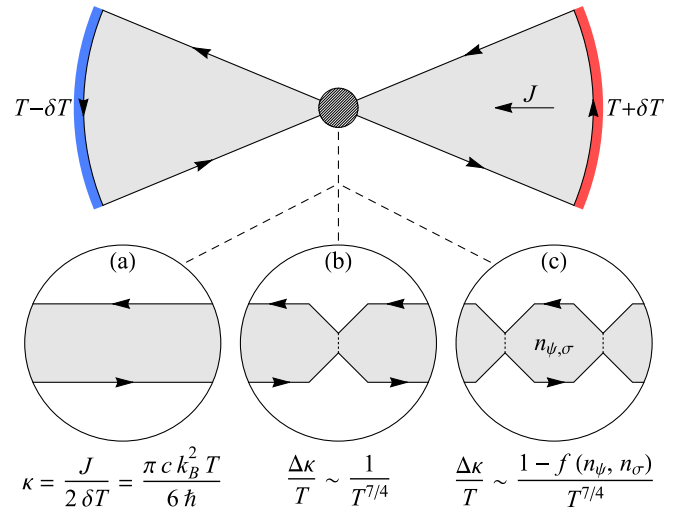 T−δT
J
T+δT
(a)
(b)
(c)
n_{ψ,σ}
κ = J / (2 δT) = π c k_B^2 T / (6 ℏ)
Δκ / T ~ 1 / T^{7/4}
Δκ / T ~ (1 − f (n_ψ, n_σ)) / T^{7/4}